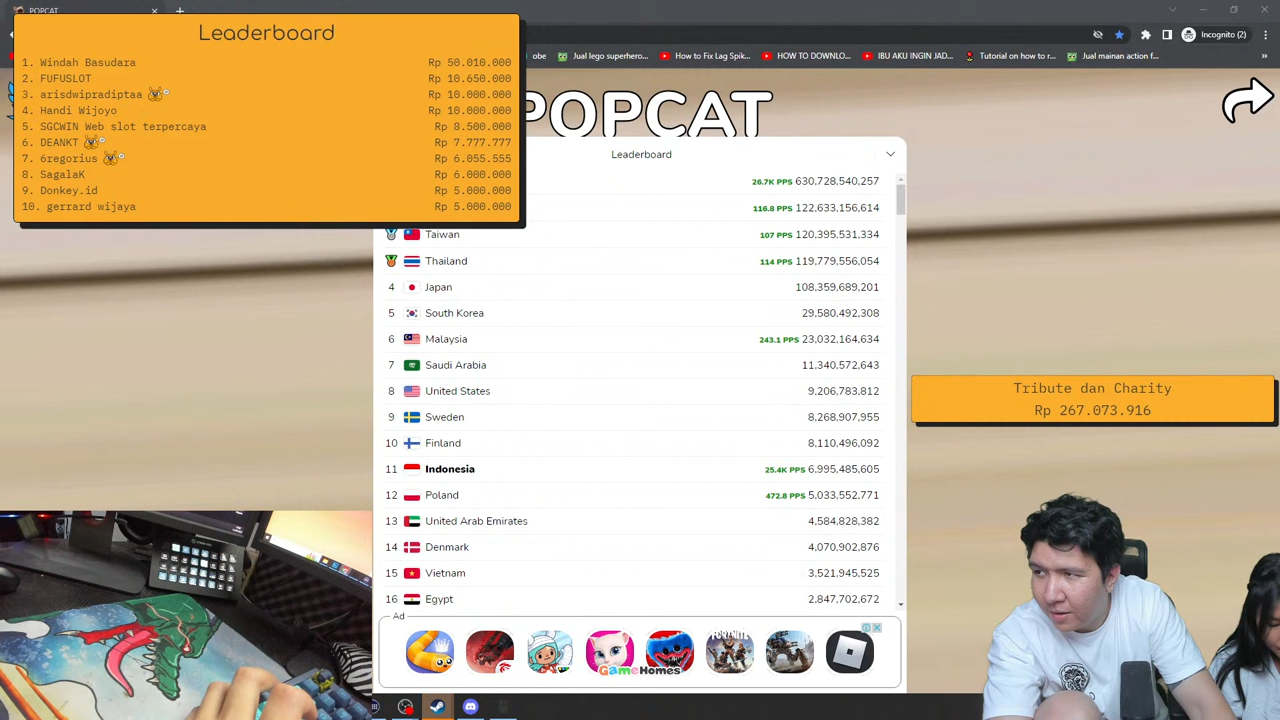 POPCAT
Incognito (2)
obe
Jual lego superhero...
How to Fix Lag Spik...
HOW TO DOWNLO...
IBU AKU INGIN JAD...
Tutorial on how to r...
Jual mainan action f...
Leaderboard
1. Windah Basudara Rp 50.010.000
2. FUFUSLOT Rp 10.650.000
3. arisdwipradiptaa Rp 10.000.000
4. Handi Wijoyo Rp 10.000.000
5. SGCWIN Web slot terpercaya Rp 8.500.000
6. DEANKT Rp 7.777.777
7. 6regorius Rp 6.055.555
8. SagalaK Rp 6.000.000
9. Donkey.id Rp 5.000.000
10. gerrard wijaya Rp 5.000.000
POPCAT
Leaderboard
26.7K PPS 630,728,540,257
116.8 PPS 122,633,156,614
Taiwan 107 PPS 120,395,531,334
Thailand 114 PPS 119,779,556,054
4 Japan 108,359,689,201
5 South Korea 29,580,492,308
6 Malaysia 243.1 PPS 23,032,164,634
7 Saudi Arabia 11,340,572,643
8 United States 9,206,783,812
9 Sweden 8,268,907,955
10 Finland 8,110,496,092
11 Indonesia 25.4K PPS 6,995,485,605
12 Poland 472.8 PPS 5,033,552,771
13 United Arab Emirates 4,584,828,382
14 Denmark 4,070,902,876
15 Vietnam 3,521,945,525
16 Egypt 2,847,702,672
Tribute dan Charity
Rp 267.073.916
Ad
FORTNITE
GameHomes